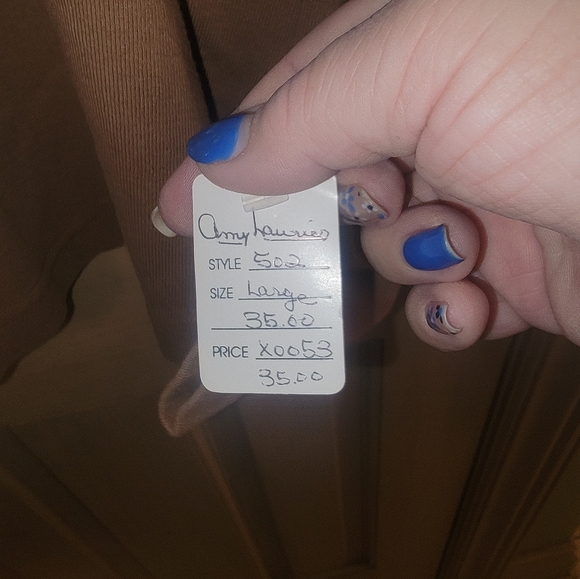 Amy Lauries
STYLE 502
SIZE Large
35.00
PRICE X0053
35.00